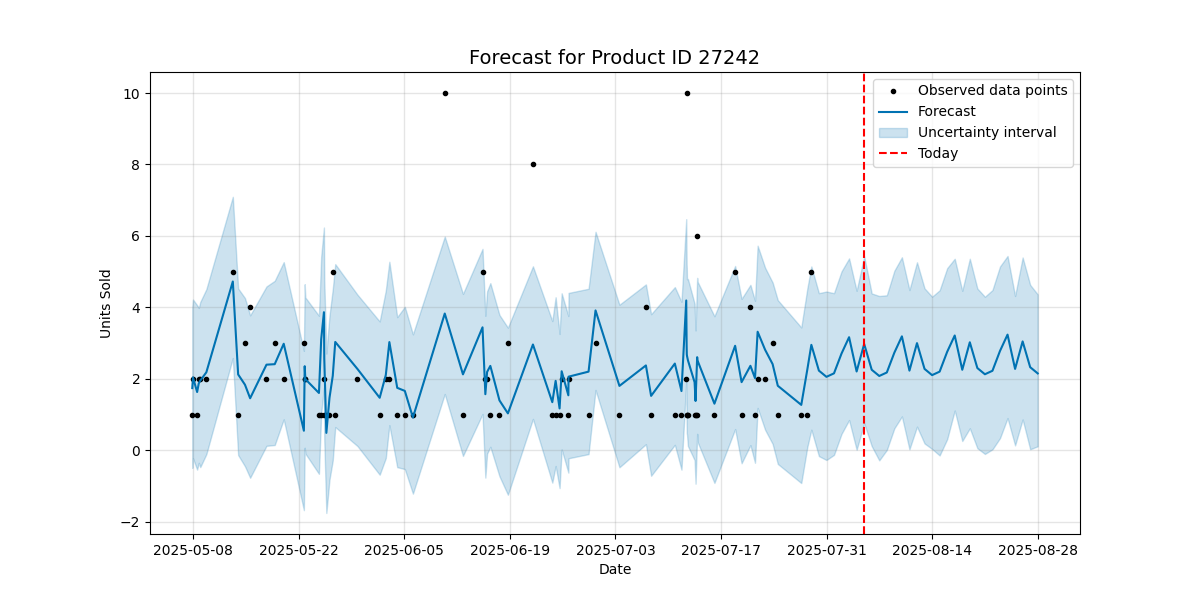 Forecast for Product ID 27242
Observed data points
Forecast
Uncertainty interval
Today
Units Sold
10
8
6
4
2
0
−2
2025-05-08 2025-05-22 2025-06-05 2025-06-19 2025-07-03 2025-07-17 2025-07-31 2025-08-14 2025-08-28
Date